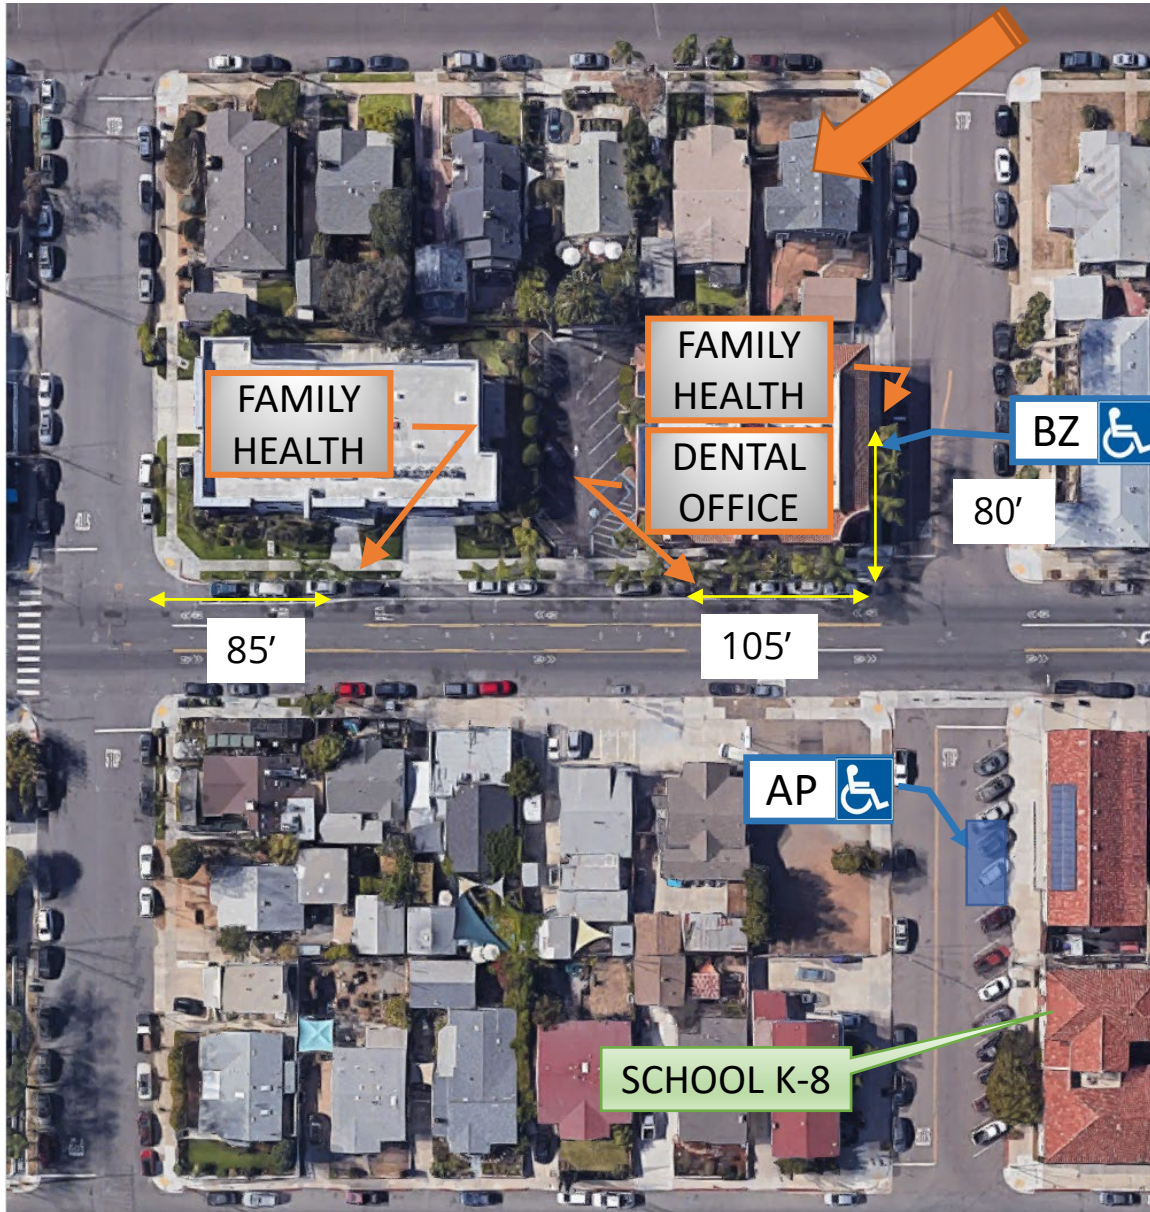 FAMILY
HEALTH
FAMILY
HEALTH
DENTAL
OFFICE
BZ
80’
85’
105’
AP
SCHOOL K-8